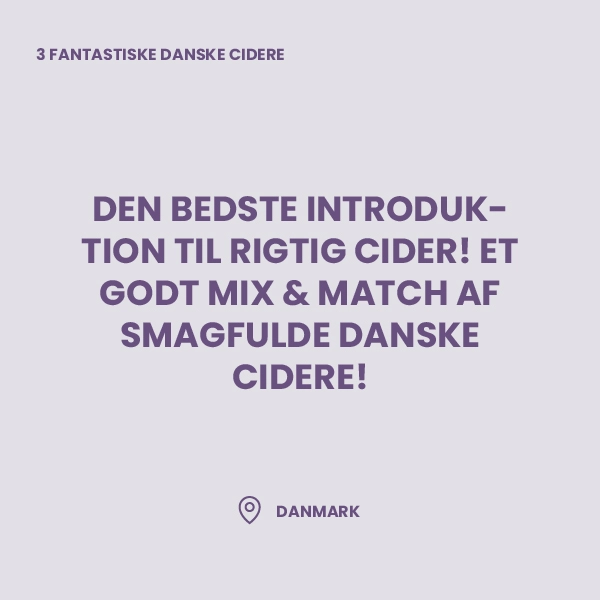 3 FANTASTISKE DANSKE CIDERE
DEN BEDSTE INTRODUK-
TION TIL RIGTIG CIDER! ET
GODT MIX & MATCH AF
SMAGFULDE DANSKE
CIDERE!
DANMARK